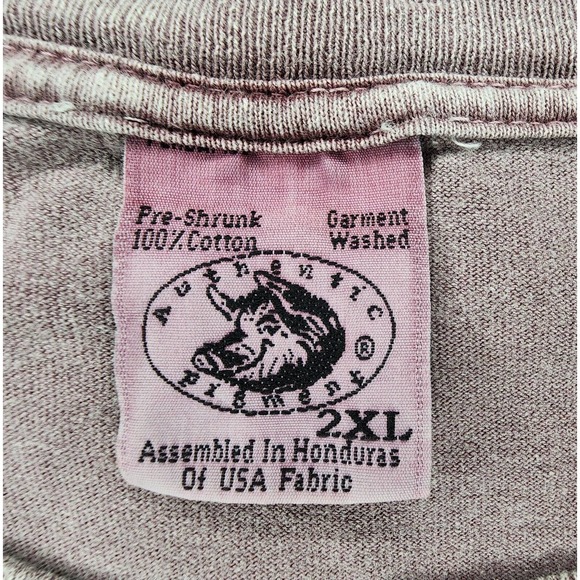 Pre-Shrunk
100% Cotton
Garment
Washed
Authentic
pigment
®
2XL
Assembled In Honduras
Of USA Fabric